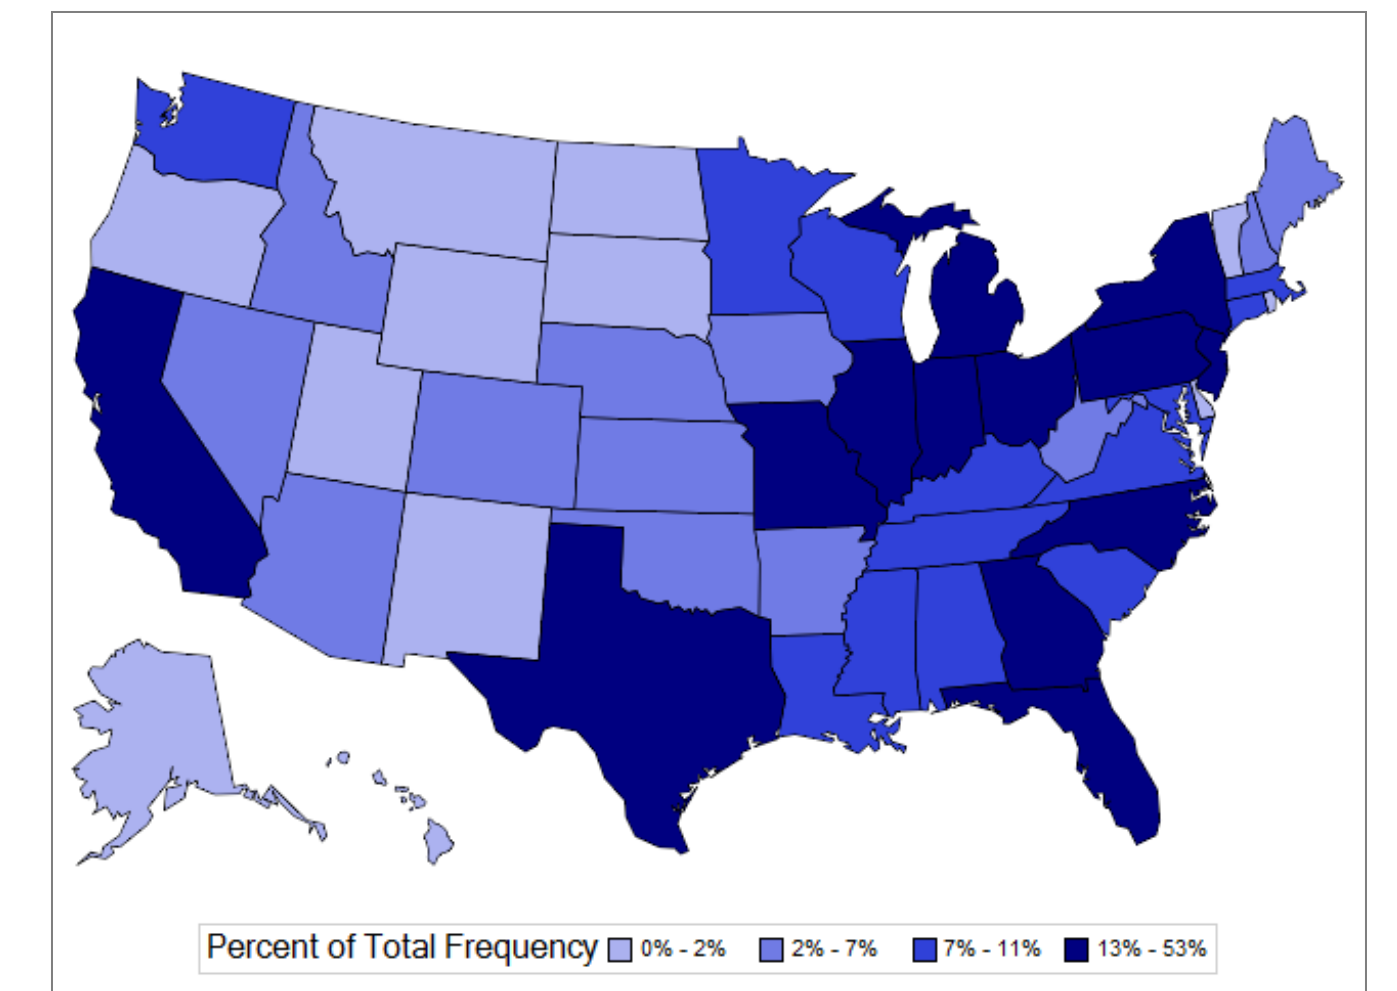 Percent of Total Frequency 0% - 2% 2% - 7% 7% - 11% 13% - 53%